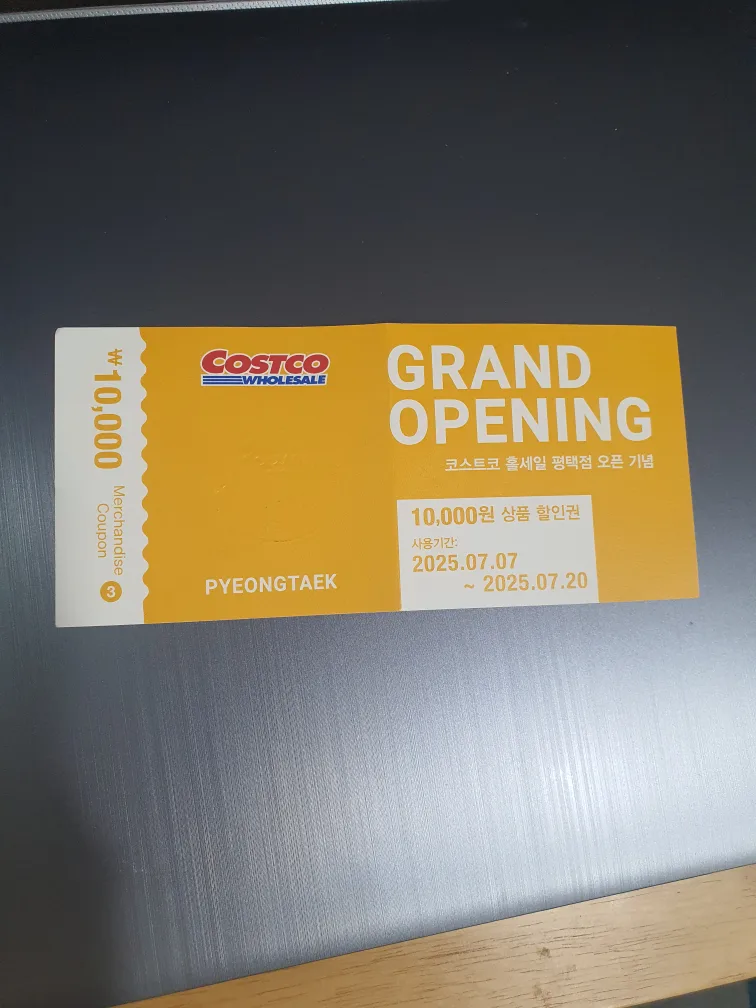 ₩10,000
Merchandise
Coupon
3
COSTCO
WHOLESALE
PYEONGTAEK
GRAND
OPENING
코스트코 홀세일 평택점 오픈 기념
10,000원 상품 할인권
사용기간:
2025.07.07
~ 2025.07.20